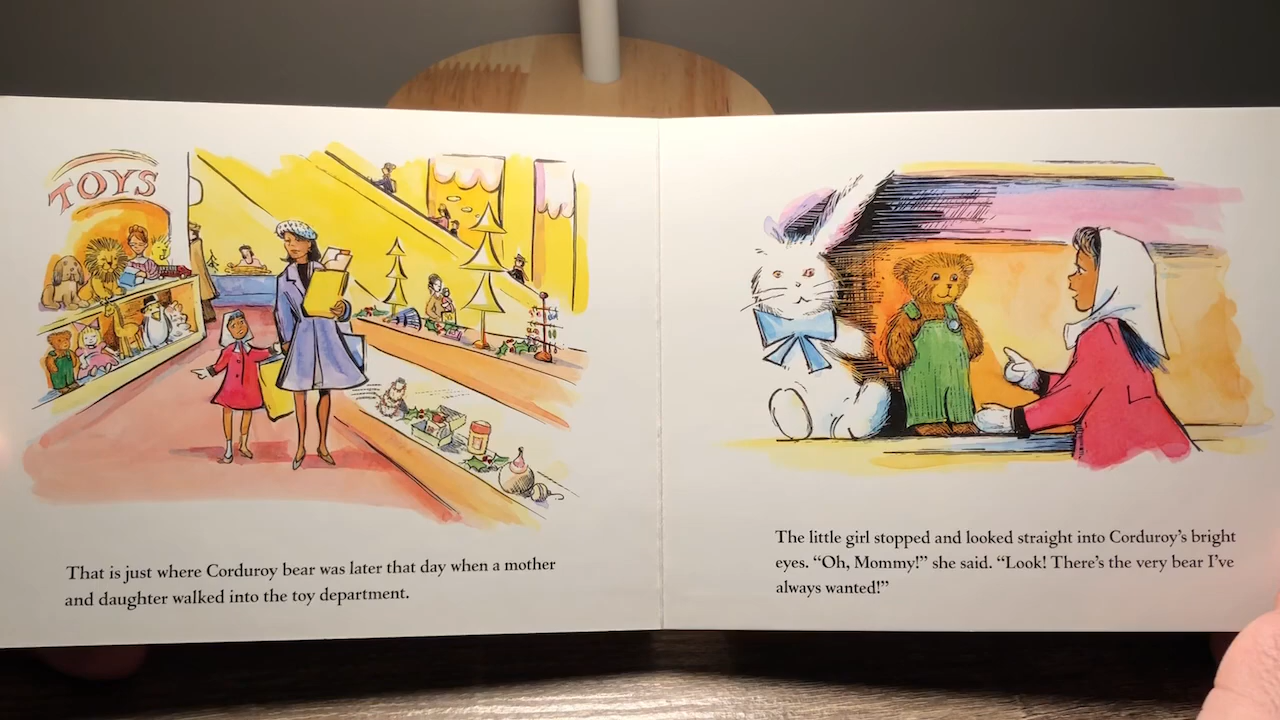 TOYS
That is just where Corduroy bear was later that day when a mother
and daughter walked into the toy department.
The little girl stopped and looked straight into Corduroy’s bright
eyes. “Oh, Mommy!” she said. “Look! There’s the very bear I’ve
always wanted!”